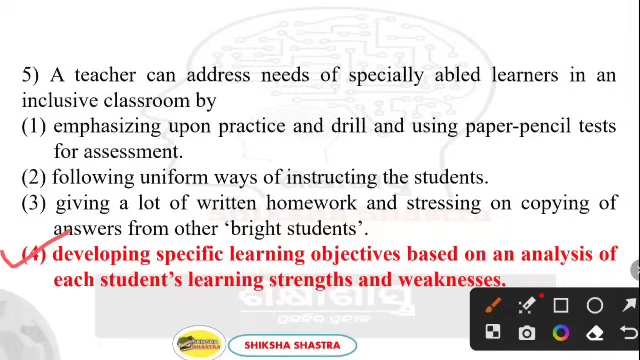 5) A teacher can address needs of specially abled learners in an
inclusive classroom by
(1) emphasizing upon practice and drill and using paper-pencil tests
for assessment.
(2) following uniform ways of instructing the students.
(3) giving a lot of written homework and stressing on copying of
answers from other ‘bright students’.
(4) developing specific learning objectives based on an analysis of
each student’s learning strengths and weaknesses.
SHIKSHA SHASTRA
SHIKSHA
SHASTRA